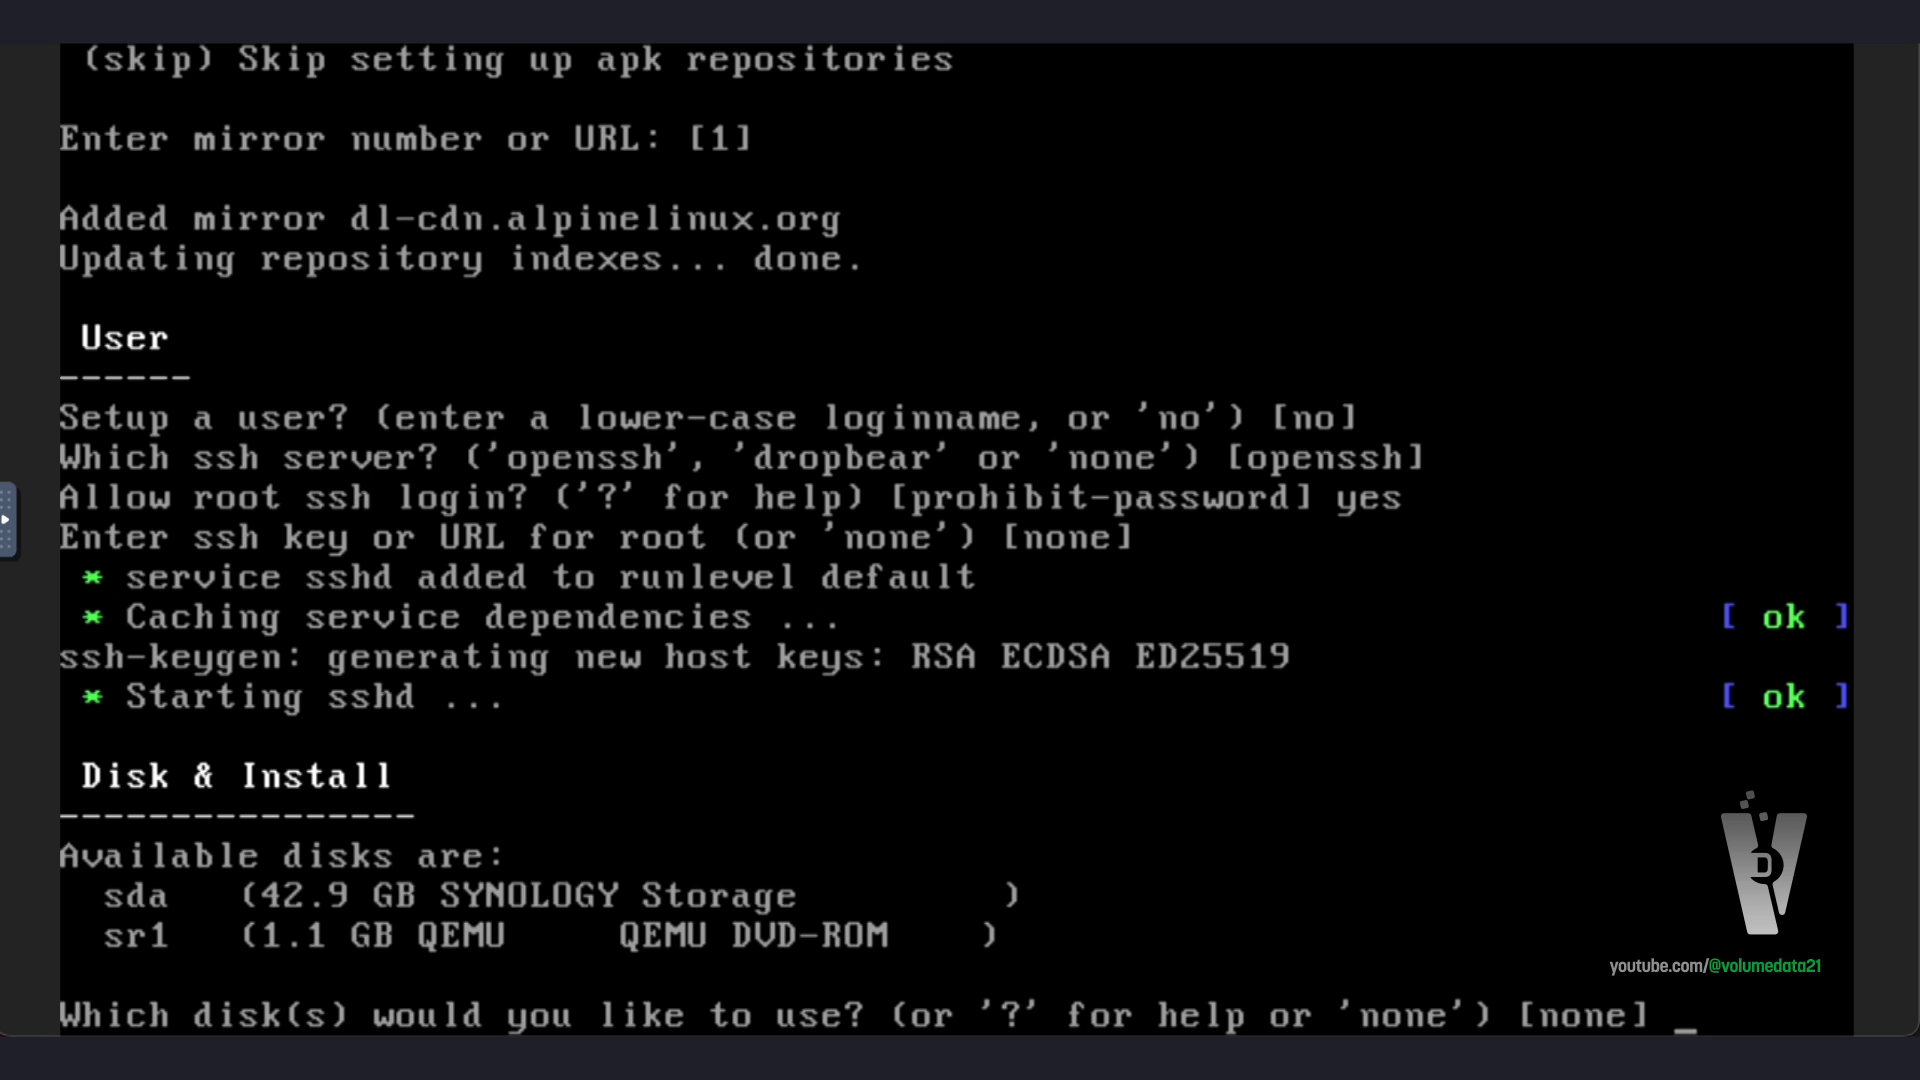 (skip) Skip setting up apk repositories
Enter mirror number or URL: [1]
Added mirror dl-cdn.alpinelinux.org
Updating repository indexes... done.
User
------
Setup a user? (enter a lower-case loginname, or 'no') [no]
Which ssh server? ('openssh', 'dropbear' or 'none') [openssh]
Allow root ssh login? ('?' for help) [prohibit-password] yes
Enter ssh key or URL for root (or 'none') [none]
* service sshd added to runlevel default
* Caching service dependencies ... [ ok ]
ssh-keygen: generating new host keys: RSA ECDSA ED25519
* Starting sshd ... [ ok ]
Disk & Install
----------------
Available disks are:
sda (42.9 GB SYNOLOGY Storage )
sr1 (1.1 GB QEMU QEMU DVD-ROM )
VD
youtube.com/@volumedata21
Which disk(s) would you like to use? (or '?' for help or 'none') [none] _